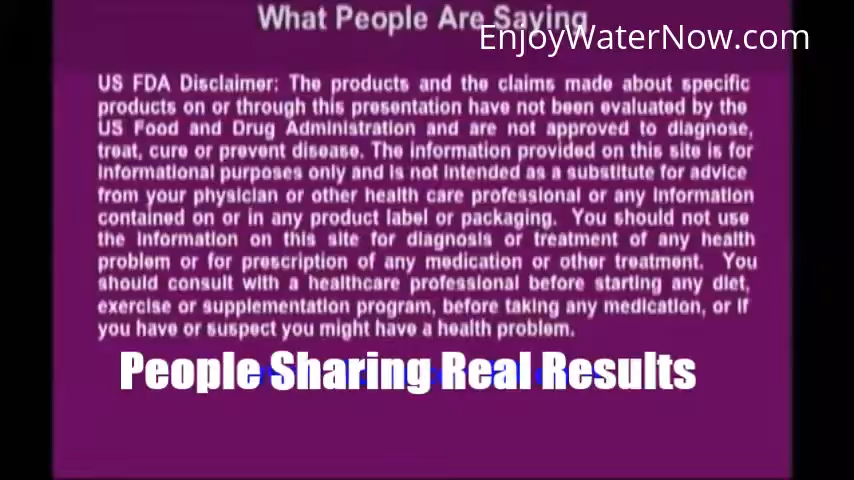 What People Are Saying
EnjoyWaterNow.com
US FDA Disclaimer: The products and the claims made about specific
products on or through this presentation have not been evaluated by the
US Food and Drug Administration and are not approved to diagnose,
treat, cure or prevent disease. The information provided on this site is for
informational purposes only and is not intended as a substitute for advice
from your physician or other health care professional or any information
contained on or in any product label or packaging. You should not use
the information on this site for diagnosis or treatment of any health
problem or for prescription of any medication or other treatment. You
should consult with a healthcare professional before starting any diet,
exercise or supplementation program, before taking any medication, or if
you have or suspect you might have a health problem.
People Sharing Real Results